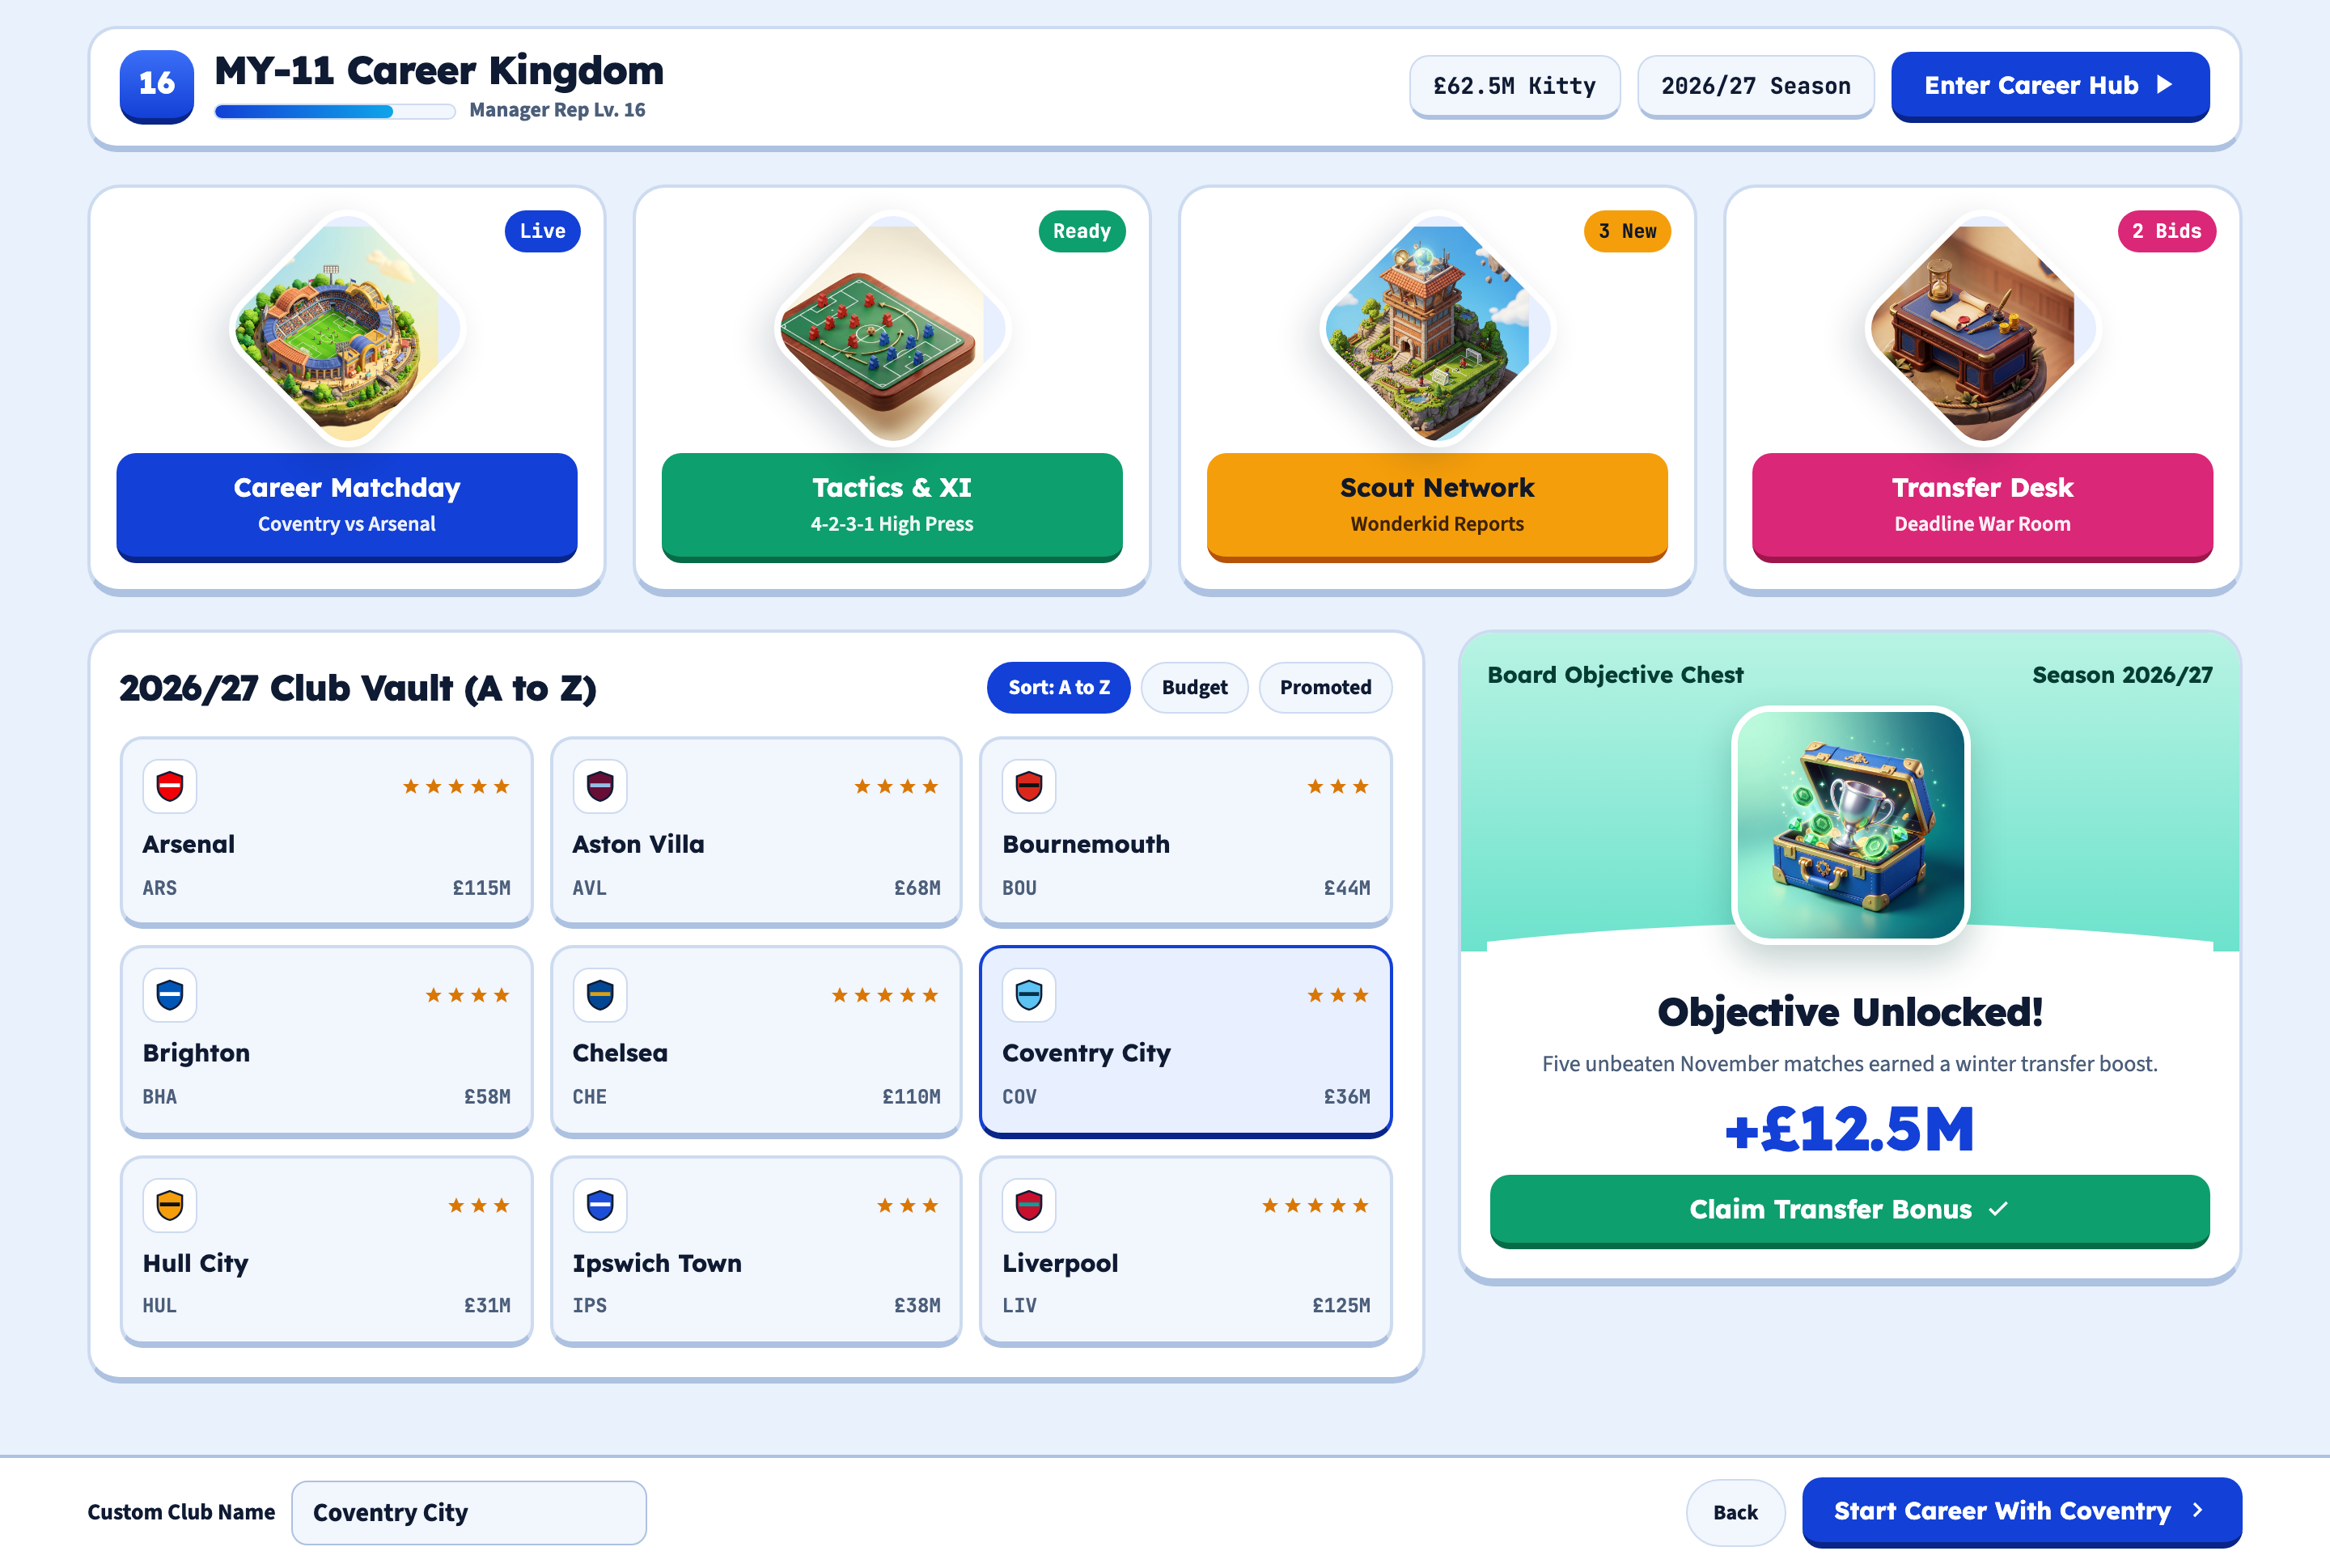 16
MY-11 Career Kingdom
Manager Rep Lv. 16
£62.5M Kitty
2026/27 Season
Enter Career Hub
Live
Career Matchday
Coventry vs Arsenal
Ready
Tactics & XI
4-2-3-1 High Press
3 New
Scout Network
Wonderkid Reports
2 Bids
Transfer Desk
Deadline War Room
2026/27 Club Vault (A to Z)
Sort: A to Z
Budget
Promoted
Arsenal
ARS £115M
Aston Villa
AVL £68M
Bournemouth
BOU £44M
Brighton
BHA £58M
Chelsea
CHE £110M
Coventry City
COV £36M
Hull City
HUL £31M
Ipswich Town
IPS £38M
Liverpool
LIV £125M
Board Objective Chest
Season 2026/27
Objective Unlocked!
Five unbeaten November matches earned a winter transfer boost.
+£12.5M
Claim Transfer Bonus
Custom Club Name
Coventry City
Back
Start Career With Coventry